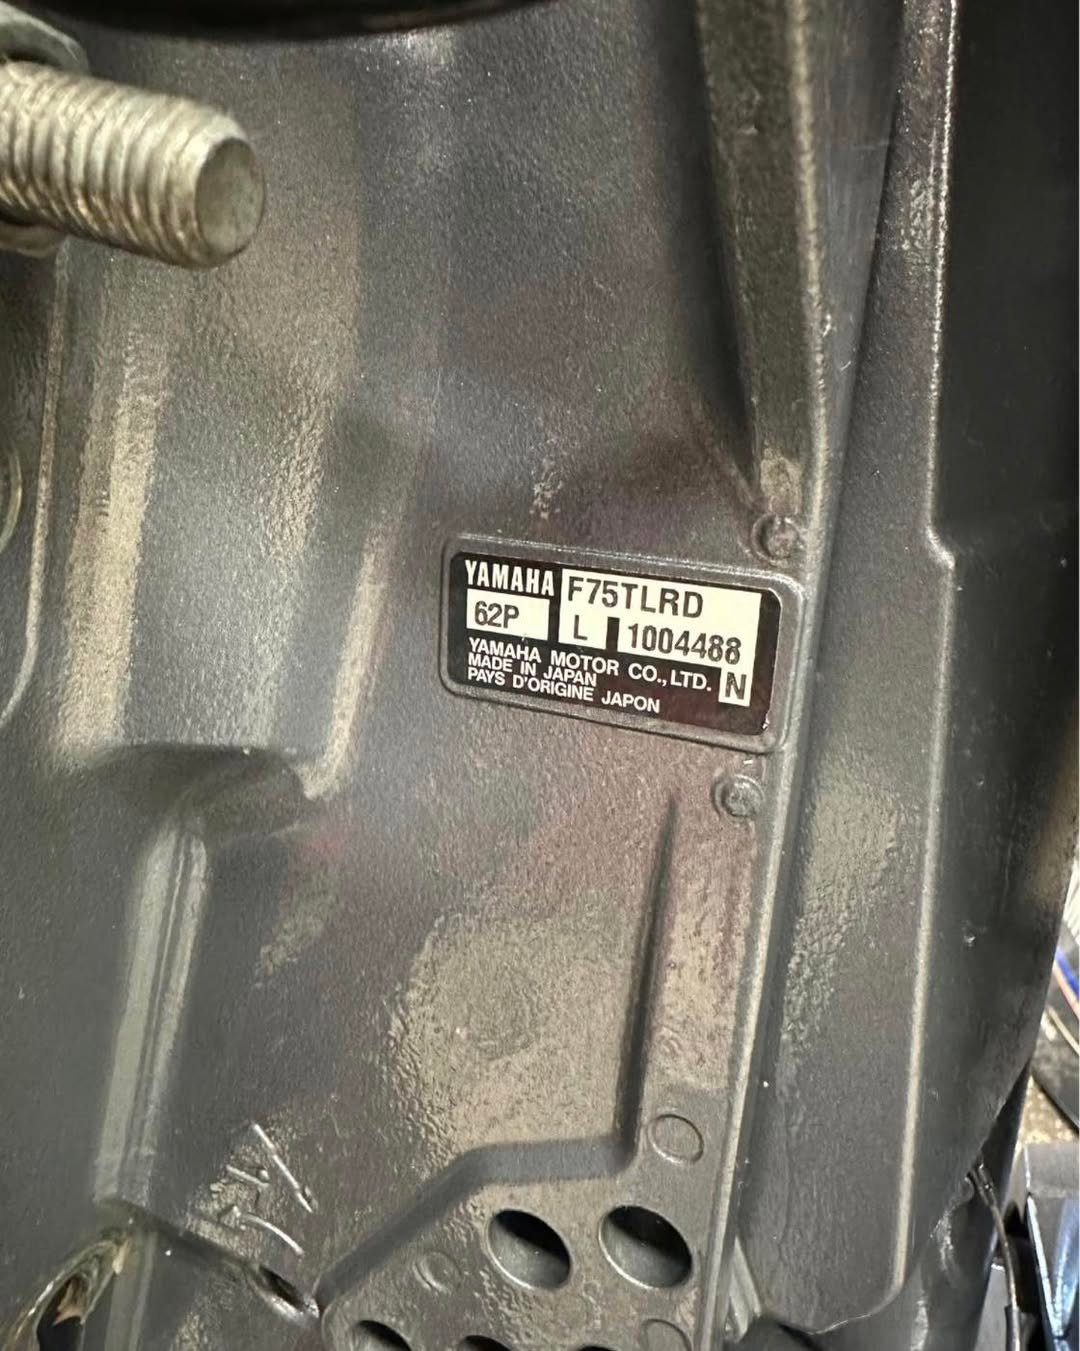 YAMAHA F75TLRD
62P L 1004488
YAMAHA MOTOR CO., LTD. N
MADE IN JAPAN
PAYS D'ORIGINE JAPON